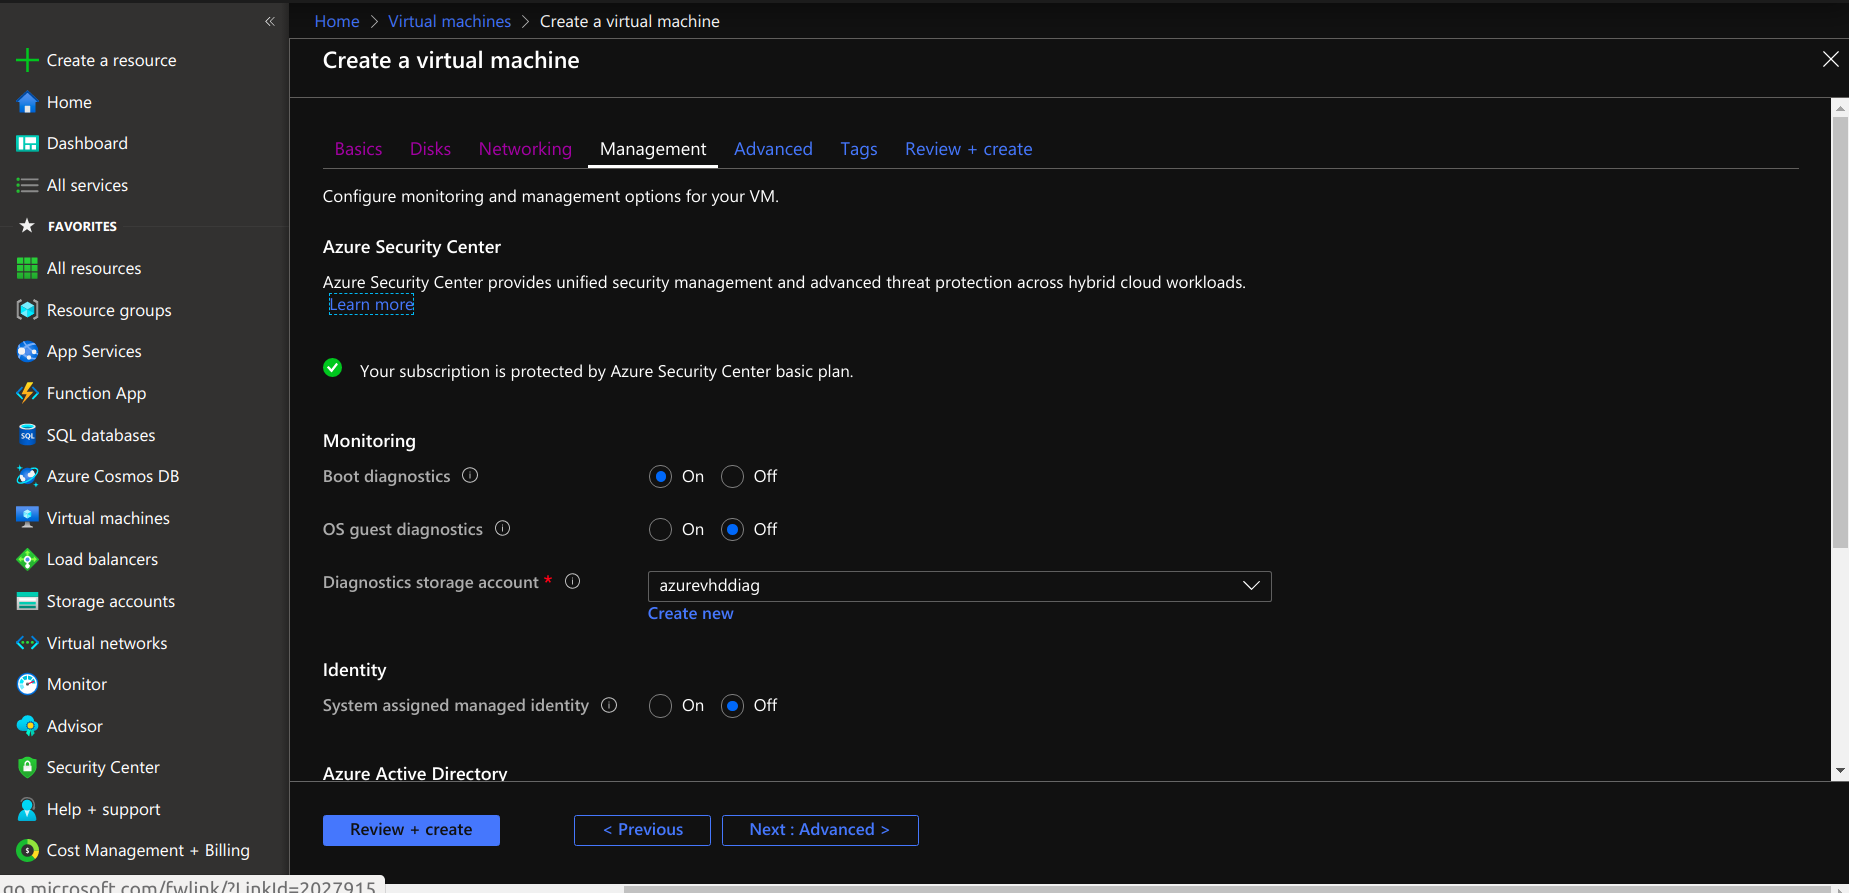 Home > Virtual machines > Create a virtual machine
Create a resource
Home
Dashboard
All services
FAVORITES
All resources
Resource groups
App Services
Function App
SQL databases
Azure Cosmos DB
Virtual machines
Load balancers
Storage accounts
Virtual networks
Monitor
Advisor
Security Center
Help + support
Cost Management + Billing
go.microsoft.com/fwlink/?LinkId=2027915
Create a virtual machine
Basics Disks Networking Management Advanced Tags Review + create
Configure monitoring and management options for your VM.
Azure Security Center
Azure Security Center provides unified security management and advanced threat protection across hybrid cloud workloads.
Learn more
Your subscription is protected by Azure Security Center basic plan.
Monitoring
Boot diagnostics On Off
OS guest diagnostics On Off
Diagnostics storage account * azurevhddiag
Create new
Identity
System assigned managed identity On Off
Azure Active Directory
Review + create < Previous Next : Advanced >